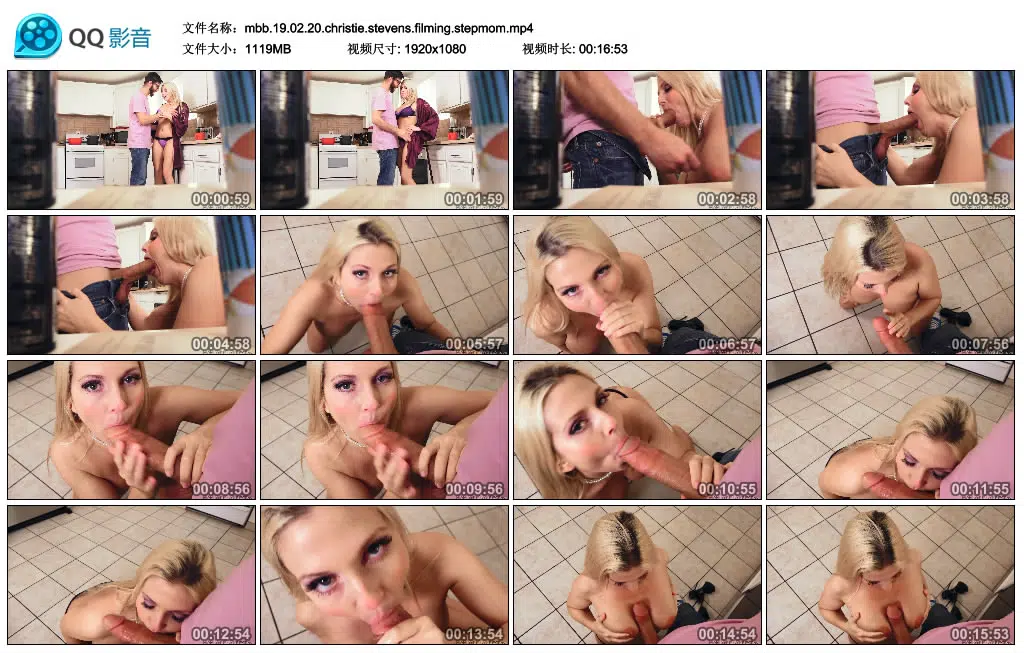 QQ影音
文件名称: mbb.19.02.20.christie.stevens.filming.stepmom.mp4
文件大小: 1119MB 视频尺寸: 1920x1080 视频时长: 00:16:53
00:00:59 00:01:59 00:02:58 00:03:58
00:04:58 00:05:57 00:06:57 00:07:56
00:08:56 00:09:56 00:10:55 00:11:55
00:12:54 00:13:54 00:14:54 00:15:53